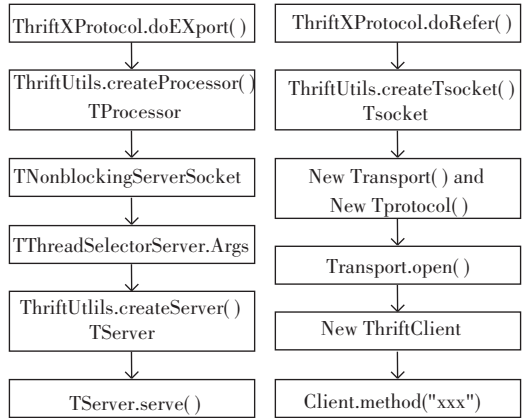 ThriftXProtocol.doEXport( )
ThriftUtils.createProcessor( )
TProcessor
TNonblockingServerSocket
TThreadSelectorServer.Args
ThriftUtlils.createServer( )
TServer
TServer.serve( )
ThriftXProtocol.doRefer( )
ThriftUtils.createTsocket( )
Tsocket
New Transport( ) and
New Tprotocol( )
Transport.open( )
New ThriftClient
Client.method("xxx")